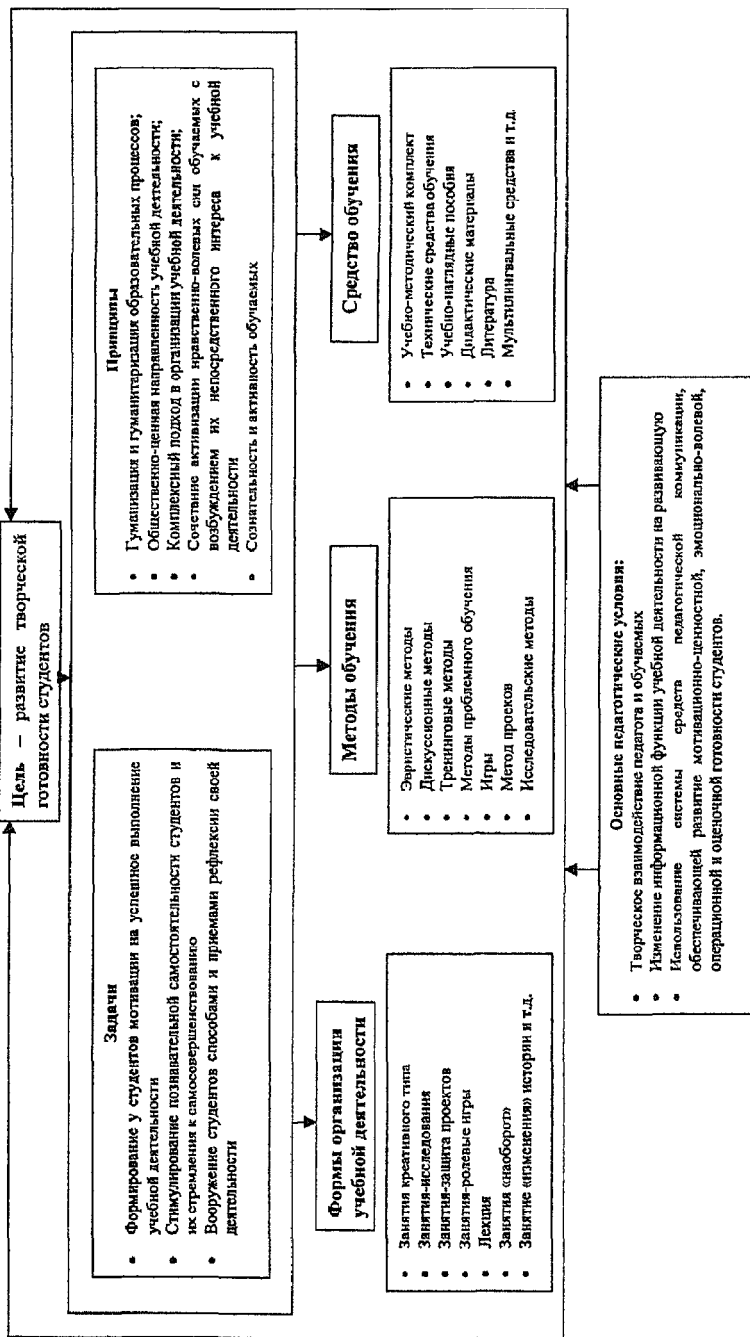 Цель – развитие творческой
готовности студентов
Задачи
• Формирование у студентов мотивации на успешное выполнение
учебной деятельности
• Стимулирование познавательной самостоятельности студентов и
их стремления к самосовершенствованию
• Вооружение студентов способами и приемами рефлексии своей
деятельности
Принципы
• Гуманизация и гуманитаризация образовательных процессов;
• Общественно-ценная направленность учебной деятельности;
• Комплексный подход в организации учебной деятельности;
• Сочетание активизации нравственно-волевых сил обучаемых с
возбуждением их непосредственного интереса к учебной
деятельности
• Сознательность и активность обучаемых
Формы организации
учебной деятельности
• Занятия креативного типа
• Занятия-исследования
• Занятия-защита проектов
• Занятия-ролевые игры
• Лекция
• Занятия «наоборот»
• Занятие «изменения» истории и т.д.
Методы обучения
• Эвристические методы
• Дискуссионные методы
• Тренинговые методы
• Методы проблемного обучения
• Игры
• Метод проеков
• Исследовательские методы
Средство обучения
• Учебно-методический комплект
• Технические средства обучения
• Учебно-наглядные пособия
• Дидактические материалы
• Литература
• Мультилингвальные средства и т.д.
Основные педагогические условия:
• Творческое взаимодействие педагога и обучаемых
• Изменение информационной функции учебной деятельности на развивающую
• Использование системы средств педагогической коммуникации,
обеспечивающей развитие мотивационно-ценностной, эмоционально-волевой,
операционной и оценочной готовности студентов.